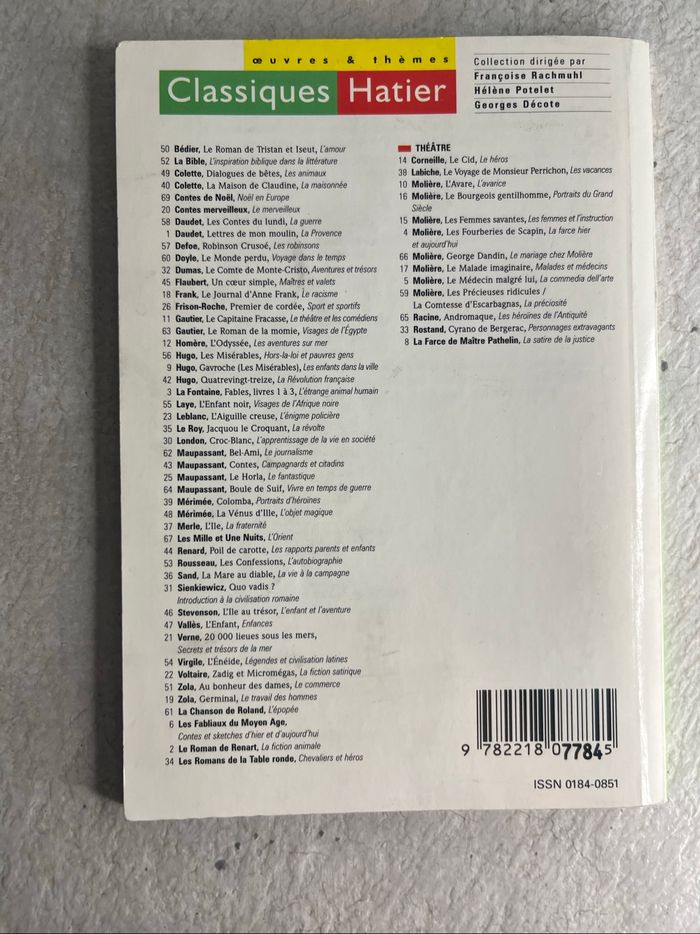 œuvres & thèmes
Classiques Hatier
Collection dirigée par
Françoise Rachmuhl
Hélène Potelet
Georges Décote
50 Bédier, Le Roman de Tristan et Iseut, L'amour
52 La Bible, L'inspiration biblique dans la littérature
49 Colette, Dialogues de bêtes, Les animaux
40 Colette, La Maison de Claudine, La maisonnée
69 Contes de Noël, Noël en Europe
20 Contes merveilleux, Le merveilleux
58 Daudet, Les Contes du lundi, La guerre
1 Daudet, Lettres de mon moulin, La Provence
57 Defoe, Robinson Crusoé, Les robinsons
60 Doyle, Le Monde perdu, Voyage dans le temps
32 Dumas, Le Comte de Monte-Cristo, Aventures et trésors
45 Flaubert, Un cœur simple, Maîtres et valets
18 Frank, Le Journal d'Anne Frank, Le racisme
26 Frison-Roche, Premier de cordée, Sport et sportifs
11 Gautier, Le Capitaine Fracasse, Le théâtre et les comédiens
63 Gautier, Le Roman de la momie, Visages de l'Égypte
12 Homère, L'Odyssée, Les aventures sur mer
56 Hugo, Les Misérables, Hors-la-loi et pauvres gens
9 Hugo, Gavroche (Les Misérables), Les enfants dans la ville
42 Hugo, Quatrevingt-treize, La Révolution française
3 La Fontaine, Fables, livres 1 à 3, L'étrange animal humain
55 Laye, L'Enfant noir, Visages de l'Afrique noire
23 Leblanc, L'Aiguille creuse, L'énigme policière
35 Le Roy, Jacquou le Croquant, La révolte
30 London, Croc-Blanc, L'apprentissage de la vie en société
62 Maupassant, Bel-Ami, Le journalisme
43 Maupassant, Contes, Campagnards et citadins
25 Maupassant, Le Horla, Le fantastique
64 Maupassant, Boule de Suif, Vivre en temps de guerre
39 Mérimée, Colomba, Portraits d'héroïnes
48 Mérimée, La Vénus d'Ille, L'objet magique
37 Merle, L'Ile, La fraternité
67 Les Mille et Une Nuits, L'Orient
44 Renard, Poil de carotte, Les rapports parents et enfants
53 Rousseau, Les Confessions, L'autobiographie
36 Sand, La Mare au diable, La vie à la campagne
31 Sienkiewicz, Quo vadis ?
Introduction à la civilisation romaine
46 Stevenson, L'Ile au trésor, L'enfant et l'aventure
47 Vallès, L'Enfant, Enfances
21 Verne, 20 000 lieues sous les mers,
Secrets et trésors de la mer
54 Virgile, L'Énéide, Légendes et civilisation latines
22 Voltaire, Zadig et Micromégas, La fiction satirique
51 Zola, Au bonheur des dames, Le commerce
19 Zola, Germinal, Le travail des hommes
61 La Chanson de Roland, L'épopée
6 Les Fabliaux du Moyen Age,
Contes et sketches d'hier et d'aujourd'hui
2 Le Roman de Renart, La fiction animale
34 Les Romans de la Table ronde, Chevaliers et héros
THÉÂTRE
14 Corneille, Le Cid, Le héros
38 Labiche, Le Voyage de Monsieur Perrichon, Les vacances
10 Molière, L'Avare, L'avarice
16 Molière, Le Bourgeois gentilhomme, Portraits du Grand
Siècle
15 Molière, Les Femmes savantes, Les femmes et l'instruction
4 Molière, Les Fourberies de Scapin, La farce hier
et aujourd'hui
66 Molière, George Dandin, Le mariage chez Molière
17 Molière, Le Malade imaginaire, Malades et médecins
5 Molière, Le Médecin malgré lui, La commedia dell'arte
59 Molière, Les Précieuses ridicules /
La Comtesse d'Escarbagnas, La préciosité
65 Racine, Andromaque, Les héroïnes de l'Antiquité
33 Rostand, Cyrano de Bergerac, Personnages extravagants
8 La Farce de Maître Pathelin, La satire de la justice
9 782218 077845
ISSN 0184-0851